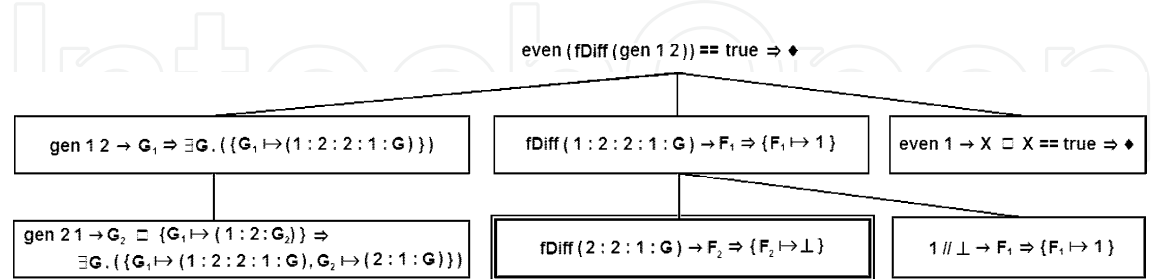 even (fDiff (gen 1 2)) == true ⇒ ♦
gen 1 2 → G₁ ⇒ ∃G. ({G₁ ↦ (1 : 2 : 2 : 1 : G)})
fDiff (1 : 2 : 2 : 1 : G) → F₁ ⇒ {F₁ ↦ 1}
even 1 → X □ X == true ⇒ ♦
gen 2 1 → G₂ □ {G₁ ↦ (1 : 2 : G₂)} ⇒
∃G. ({G₁ ↦ (1 : 2 : 2 : 1 : G), G₂ ↦ (2 : 1 : G)})
fDiff (2 : 2 : 1 : G) → F₂ ⇒ {F₂ ↦ ⊥}
1 // ⊥ → F₁ ⇒ {F₁ ↦ 1}